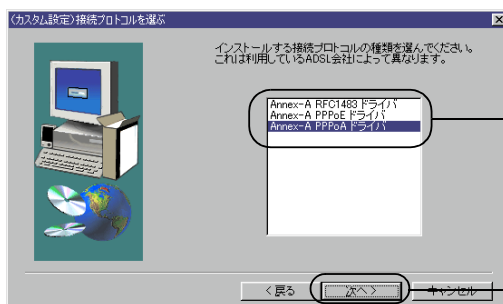 (カスタム設定)接続プロトコルを選ぶ
インストールする接続プロトコルの種類を選んでください。
これは利用しているADSL会社によって異なります。
Annex-A RFC1483 ドライバ
Annex-A PPPoE ドライバ
Annex-A PPPoA ドライバ
< 戻る
次へ >
キャンセル